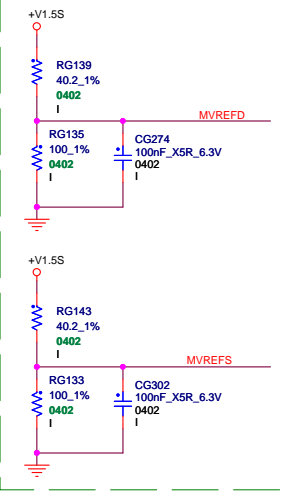 +V1.5S
RG139
40.2_1%
0402
I
MVREFD
RG135
100_1%
0402
I
CG274
100nF_X5R_6.3V
0402
I
+V1.5S
RG143
40.2_1%
0402
I
MVREFS
RG133
100_1%
0402
I
CG302
100nF_X5R_6.3V
0402
I